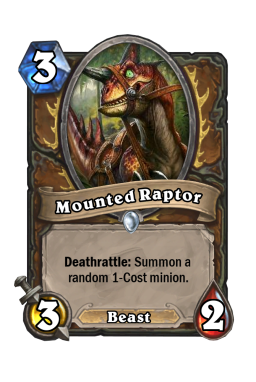 3
Mounted Raptor
Deathrattle: Summon a
random 1-Cost minion.
3
Beast
2